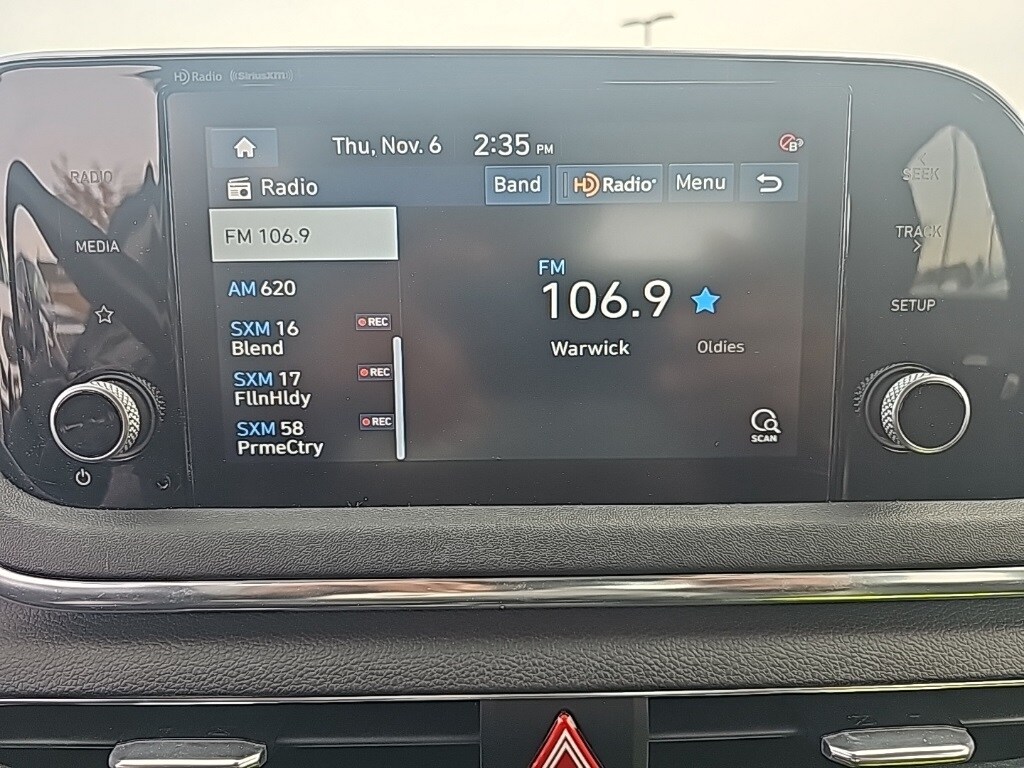 HD Radio SiriusXM
Thu, Nov. 6 2:35 PM
B
RADIO
MEDIA
Radio
Band HD Radio Menu
FM 106.9
AM 620
SXM 16 REC
Blend
SXM 17 REC
FllnHldy
SXM 58 REC
PrmeCtry
FM
106.9
Warwick Oldies
SCAN
SEEK
TRACK
SETUP